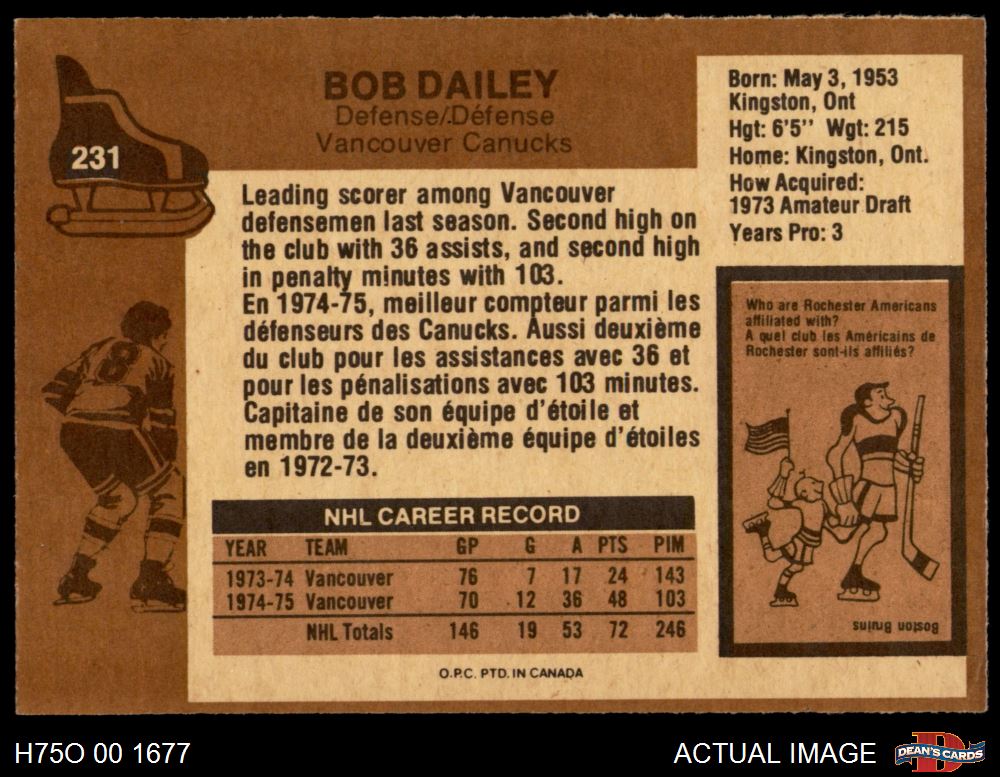 231
8
BOB DAILEY
Defense/Défense
Vancouver Canucks
Born: May 3, 1953
Kingston, Ont
Hgt: 6'5" Wgt: 215
Home: Kingston, Ont.
How Acquired:
1973 Amateur Draft
Years Pro: 3
Leading scorer among Vancouver
defensemen last season. Second high on
the club with 36 assists, and second high
in penalty minutes with 103.
En 1974-75, meilleur compteur parmi les
défenseurs des Canucks. Aussi deuxième
du club pour les assistances avec 36 et
pour les pénalisations avec 103 minutes.
Capitaine de son équipe d'étoile et
membre de la deuxième équipe d'étoiles
en 1972-73.
Who are Rochester Americans
affiliated with?
A quel club les Américains de
Rochester sont-ils affiliés?
Boston Bruins
NHL CAREER RECORD
YEAR TEAM GP G A PTS PIM
1973-74 Vancouver 76 7 17 24 143
1974-75 Vancouver 70 12 36 48 103
NHL Totals 146 19 53 72 246
O.P.C. PTD. IN CANADA
H75O 00 1677
ACTUAL IMAGE
D
DEAN'S CARDS